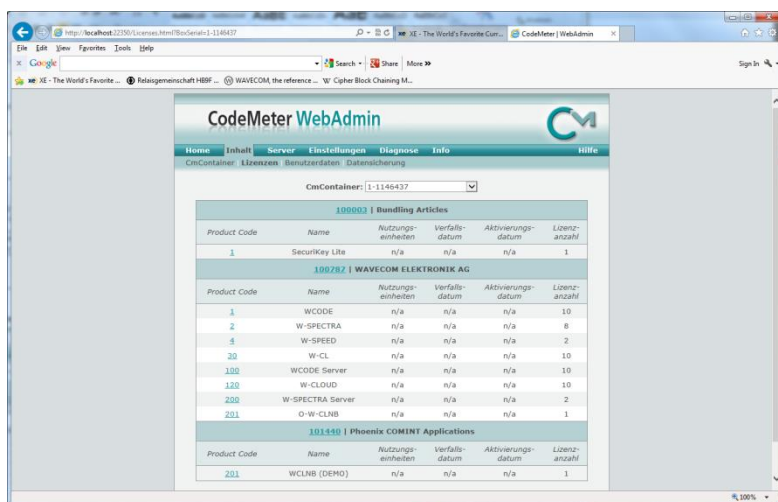 http://localhost:22350/Licenses.html?BoxSerial=1-1146437
XE - The World's Favorite Curr...
CodeMeter | WebAdmin
File Edit View Favorites Tools Help
Google
Search
Share
More »
Sign In
XE - The World's Favorite ...
Relaisgemeinschaft HB9F ...
WAVECOM, the reference ...
Cipher Block Chaining M...
CodeMeter WebAdmin
Home Inhalt Server Einstellungen Diagnose Info Hilfe
CmContainer Lizenzen Benutzerdaten Datensicherung
CmContainer: 1-1146437
100003 | Bundling Articles
Product Code Name Nutzungs-einheiten Verfalls-datum Aktivierungs-datum Lizenz-anzahl
1 SecuriKey Lite n/a n/a n/a 1
100787 | WAVECOM ELEKTRONIK AG
Product Code Name Nutzungs-einheiten Verfalls-datum Aktivierungs-datum Lizenz-anzahl
1 WCODE n/a n/a n/a 10
2 W-SPECTRA n/a n/a n/a 8
4 W-SPEED n/a n/a n/a 2
30 W-CL n/a n/a n/a 10
100 WCODE Server n/a n/a n/a 10
120 W-CLOUD n/a n/a n/a 10
200 W-SPECTRA Server n/a n/a n/a 2
201 O-W-CLNB n/a n/a n/a 1
101440 | Phoenix COMINT Applications
Product Code Name Nutzungs-einheiten Verfalls-datum Aktivierungs-datum Lizenz-anzahl
201 WCLNB (DEMO) n/a n/a n/a 1
100%